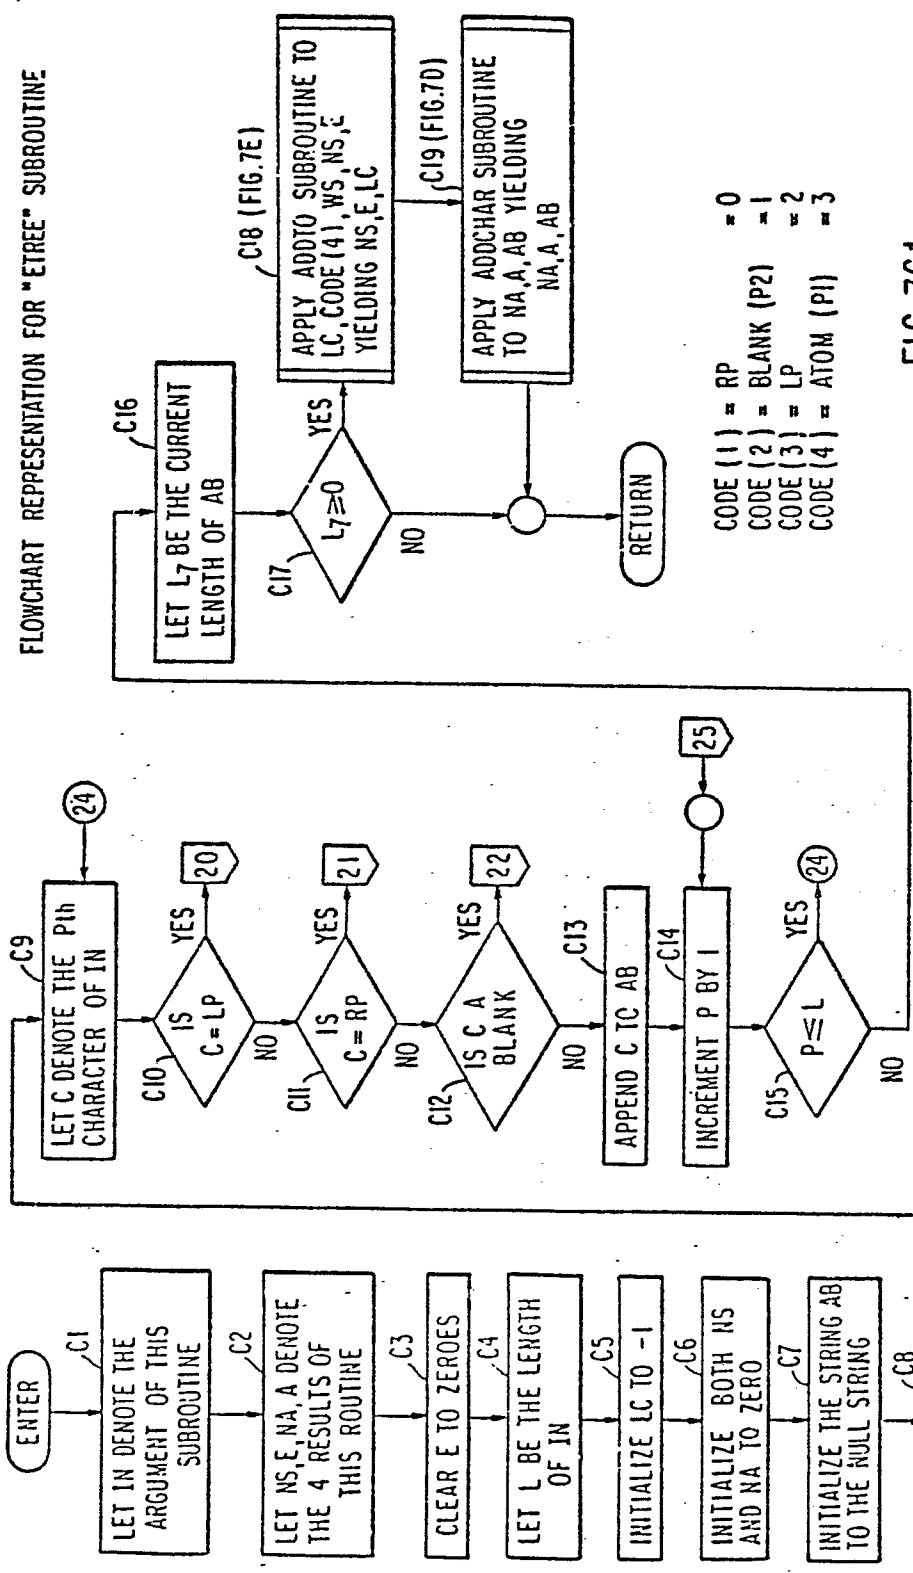 FLOWCHART REPRESENTATION FOR "ETREE" SUBROUTINE
ENTER
C1
LET IN DENOTE THE
ARGUMENT OF THIS
SUBROUTINE
C2
LET NS, E, NA, A DENOTE
THE 4 RESULTS OF
THIS ROUTINE
C3
CLEAR E TO ZEROES
C4
LET L BE THE LENGTH
OF IN
C5
INITIALIZE LC TO -1
C6
INITIALIZE BOTH NS
AND NA TO ZERO
C7
INITIALIZE THE STRING AB
TO THE NULL STRING
C8
C9
LET C DENOTE THE Pth
CHARACTER OF IN
24
C10
IS
C = LP
YES
20
NO
C11
IS
C = RP
YES
21
NO
C12
IS C A
BLANK
YES
22
NO
C13
APPEND C TO AB
C14
INCREMENT P BY 1
25
C15
P ≤ L
YES
24
NO
C16
LET L7 BE THE CURRENT
LENGTH OF AB
C17
L7 ≥ 0
YES
NO
C18 (FIG.7E)
APPLY ADDTO SUBROUTINE TO
LC, CODE(4), WS, NS, E
YIELDING NS, E, LC
C19 (FIG.7D)
APPLY ADDCHAR SUBROUTINE
TO NA, A, AB YIELDING
NA, A, AB
RETURN
CODE (1) = RP = 0
CODE (2) = BLANK (P2) = 1
CODE (3) = LP = 2
CODE (4) = ATOM (P1) = 3